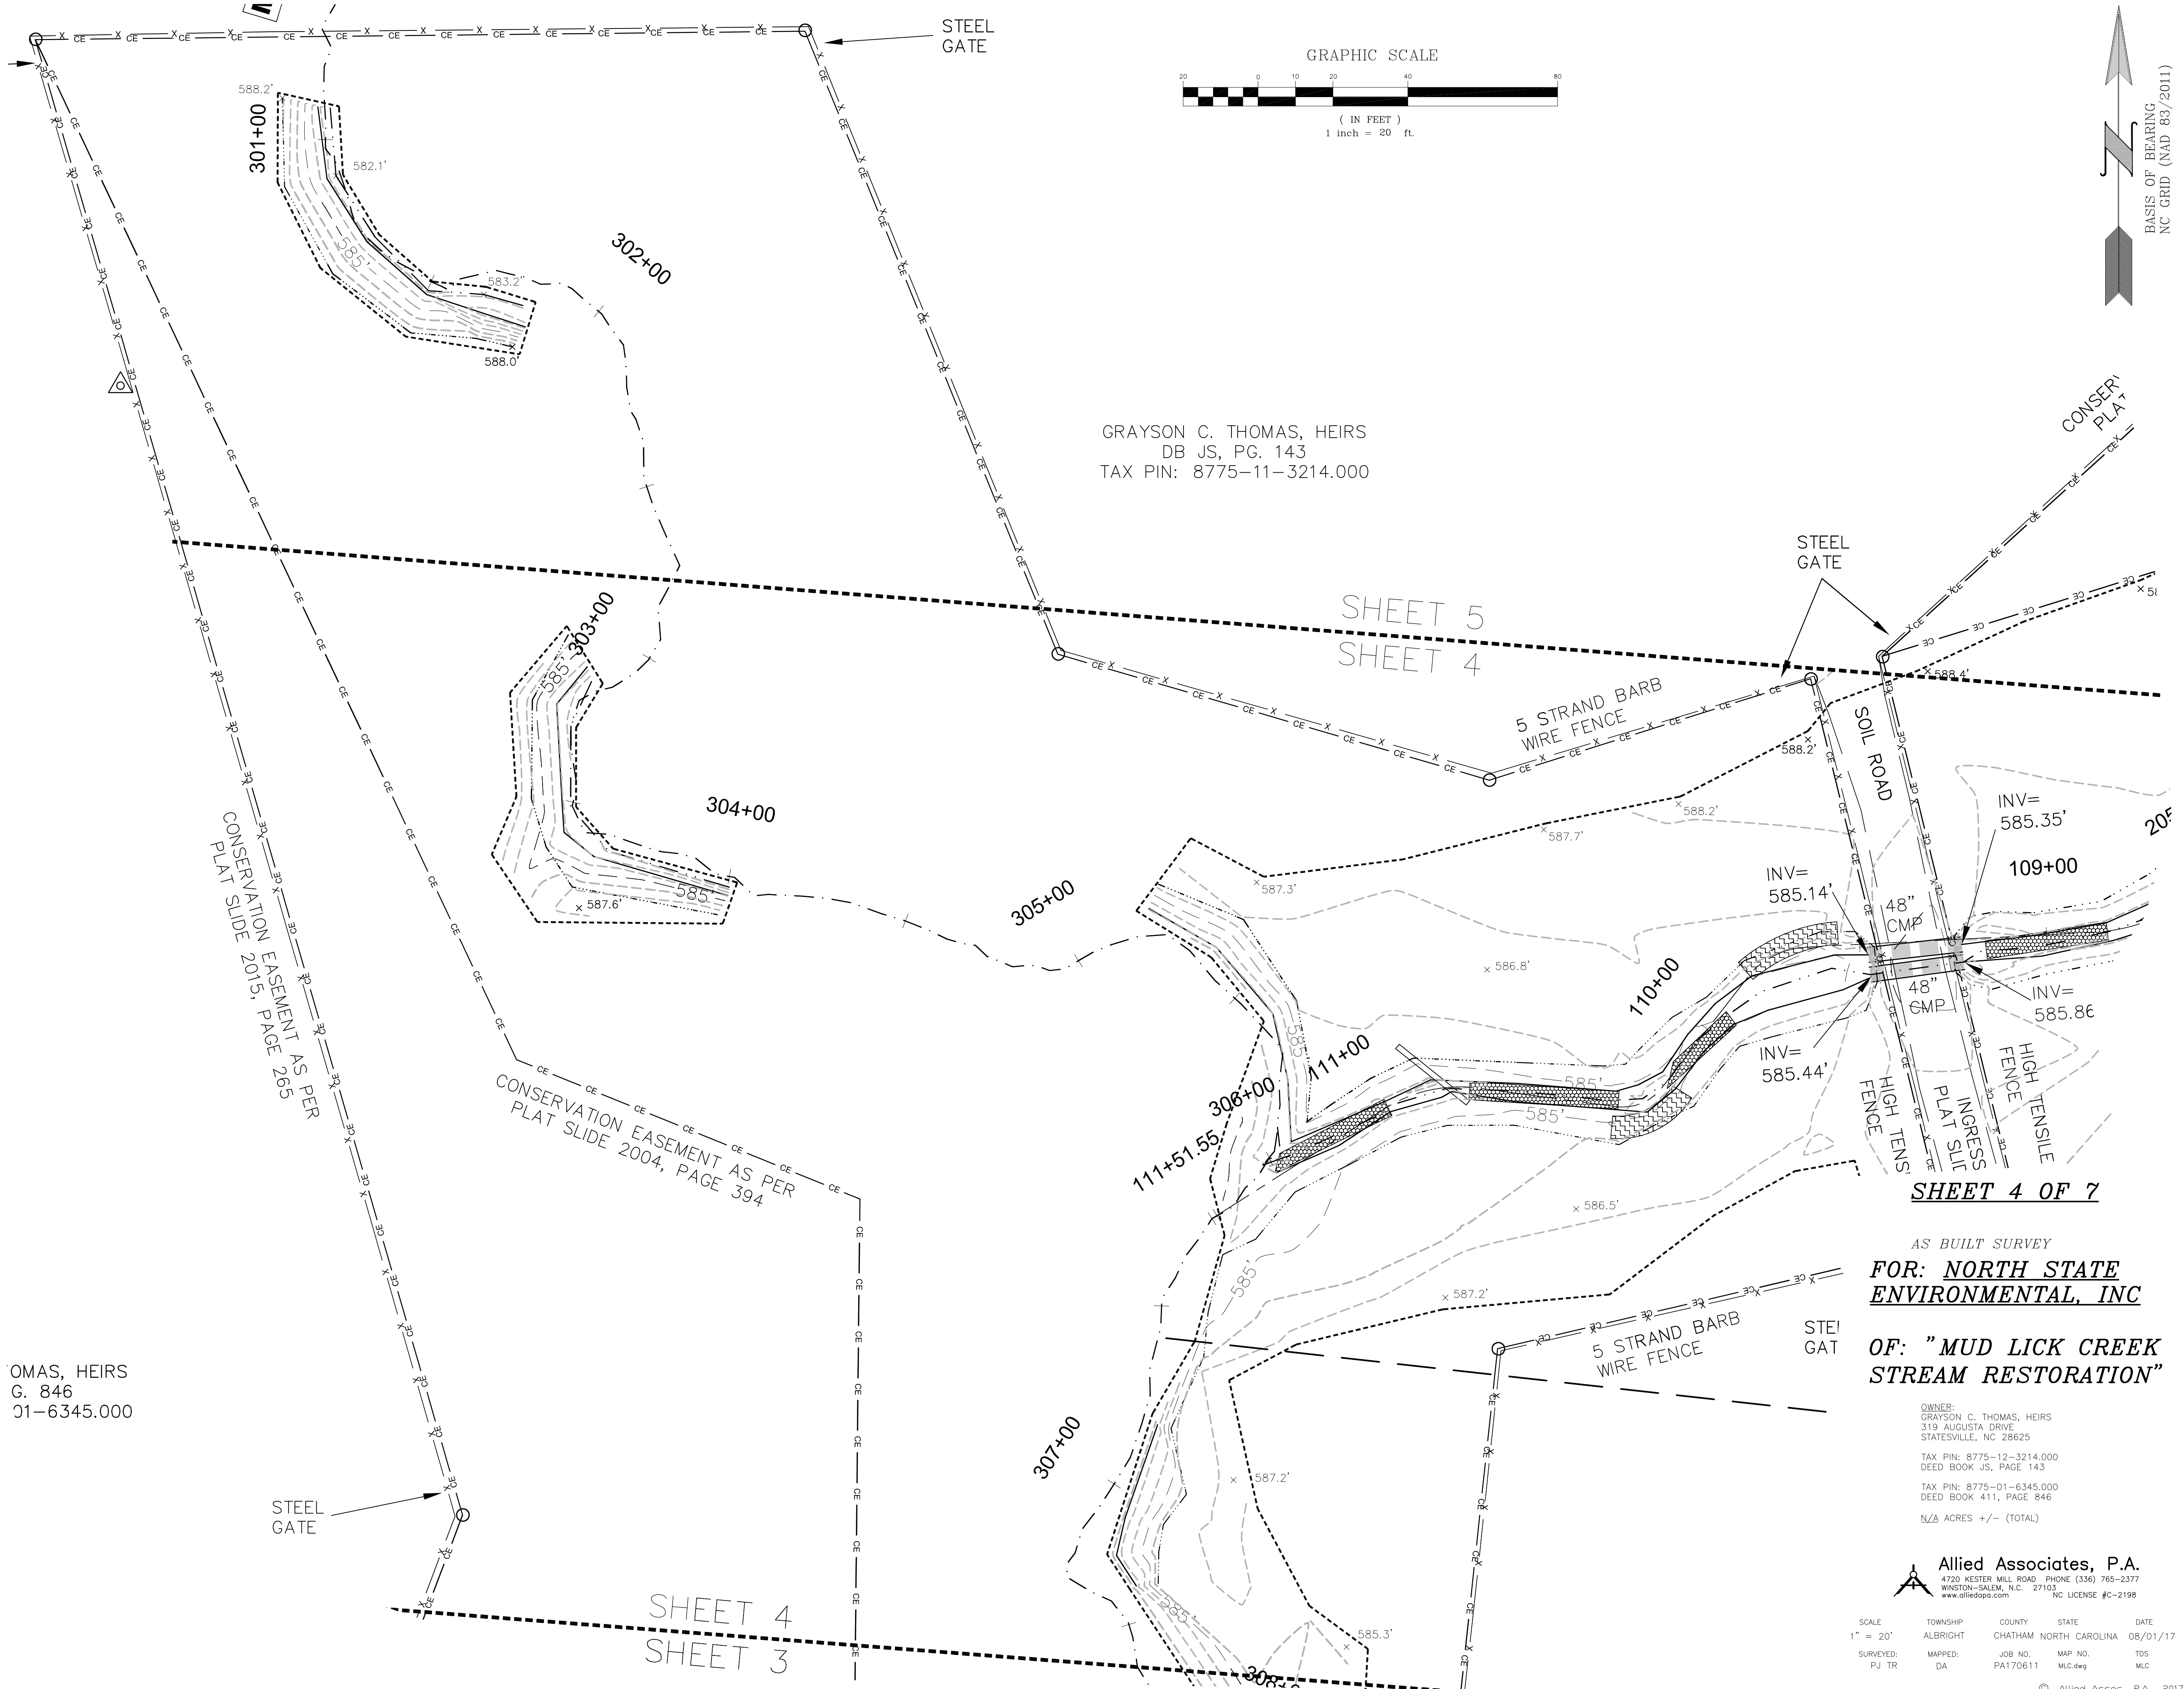 STEEL
GATE
GRAPHIC SCALE
20 0 10 20 40 80
( IN FEET )
1 inch = 20 ft.
BASIS OF BEARING
NC GRID (NAD 83/2011)
N
588.2'
301+00
582.1'
585'
583.2'
588.0'
302+00
GRAYSON C. THOMAS, HEIRS
DB JS, PG. 143
TAX PIN: 8775-11-3214.000
STEEL
GATE
SHEET 5
SHEET 4
303+00
585'
5 STRAND BARB
WIRE FENCE
588.4'
588.2'
SOIL ROAD
588.2'
587.7'
304+00
587.3'
INV=
585.35'
109+00
INV=
585.14'
48"
CMP
585'
587.6'
305+00
586.8'
110+00
48"
CMP
INV=
585.86
INV=
585.44'
CONSERVATION EASEMENT AS PER
PLAT SLIDE 2015, PAGE 265
CONSERVATION EASEMENT AS PER
PLAT SLIDE 2004, PAGE 394
585'
111+00
306+00
111+51.55
585'
585'
HIGH TENS
FENCE
INGRESS
PLAT SLI
HIGH TENSILE
FENCE
586.5'
585'
587.2'
5 STRAND BARB
WIRE FENCE
307+00
587.2'
585'
585.3'
OMAS, HEIRS
G. 846
01-6345.000
STEEL
GATE
SHEET 4
SHEET 3
SHEET 4 OF 7
AS BUILT SURVEY
FOR: NORTH STATE
ENVIRONMENTAL, INC
OF: "MUD LICK CREEK
STREAM RESTORATION"
OWNER:
GRAYSON C. THOMAS, HEIRS
319 AUGUSTA DRIVE
STATESVILLE, NC 28625
TAX PIN: 8775-12-3214.000
DEED BOOK JS, PAGE 143
TAX PIN: 8775-01-6345.000
DEED BOOK 411, PAGE 846
N/A ACRES +/- (TOTAL)
Allied Associates, P.A.
4720 KESTER MILL ROAD PHONE (336) 765-2377
WINSTON-SALEM, N.C. 27103
www.alliedapa.com NC LICENSE #C-2198
SCALE TOWNSHIP COUNTY STATE DATE
1" = 20' ALBRIGHT CHATHAM NORTH CAROLINA 08/01/17
SURVEYED: MAPPED: JOB NO. MAP NO. TDS
PJ TR DA PA170611 MLC.dwg MLC